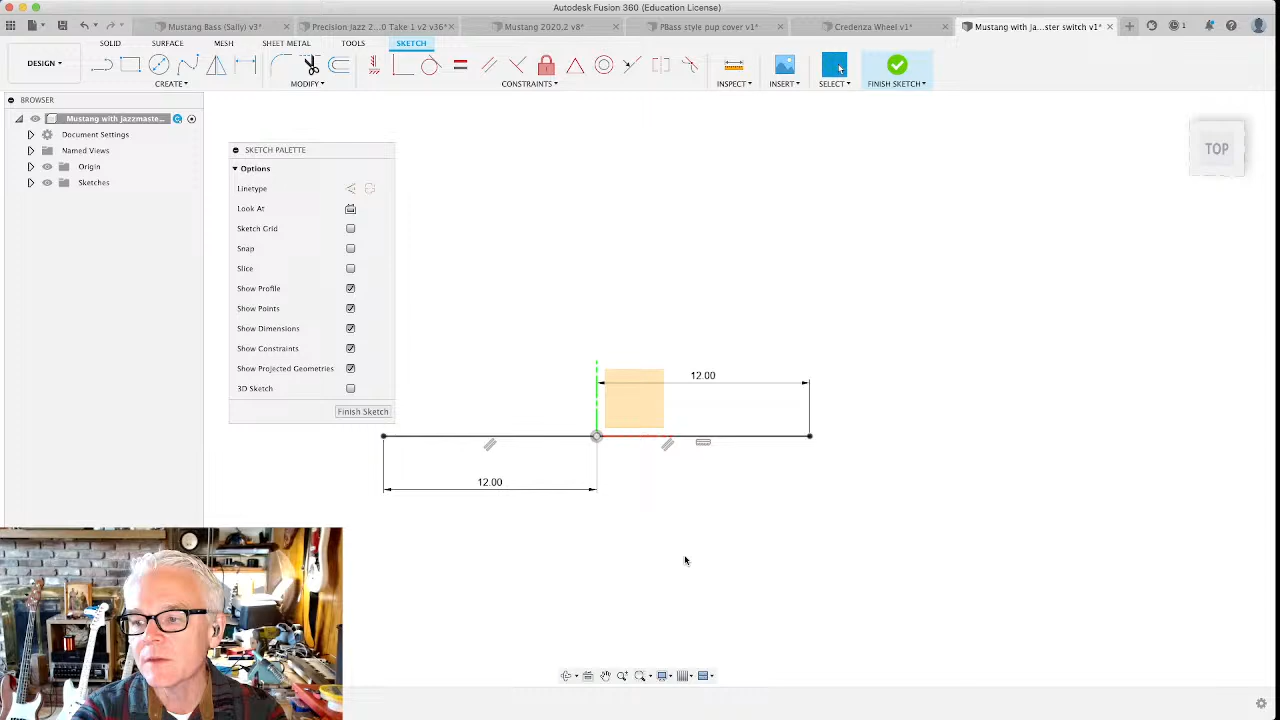 Autodesk Fusion 360 (Education License)
Mustang Bass (Sally) v3*
Precision Jazz 2...0 Take 1 v2 v36*
Mustang 2020.2 v8*
PBass style pup cover v1*
Credenza Wheel v1*
Mustang with Ja...ster switch v1*
1
SOLID
SURFACE
MESH
SHEET METAL
TOOLS
SKETCH
DESIGN
CREATE
MODIFY
CONSTRAINTS
INSPECT
INSERT
SELECT
FINISH SKETCH
BROWSER
Mustang with Jazzmaste...
Document Settings
Named Views
Origin
Sketches
SKETCH PALETTE
Options
Linetype
Look At
Sketch Grid
Snap
Slice
Show Profile
Show Points
Show Dimensions
Show Constraints
Show Projected Geometries
3D Sketch
Finish Sketch
TOP
12.00
12.00